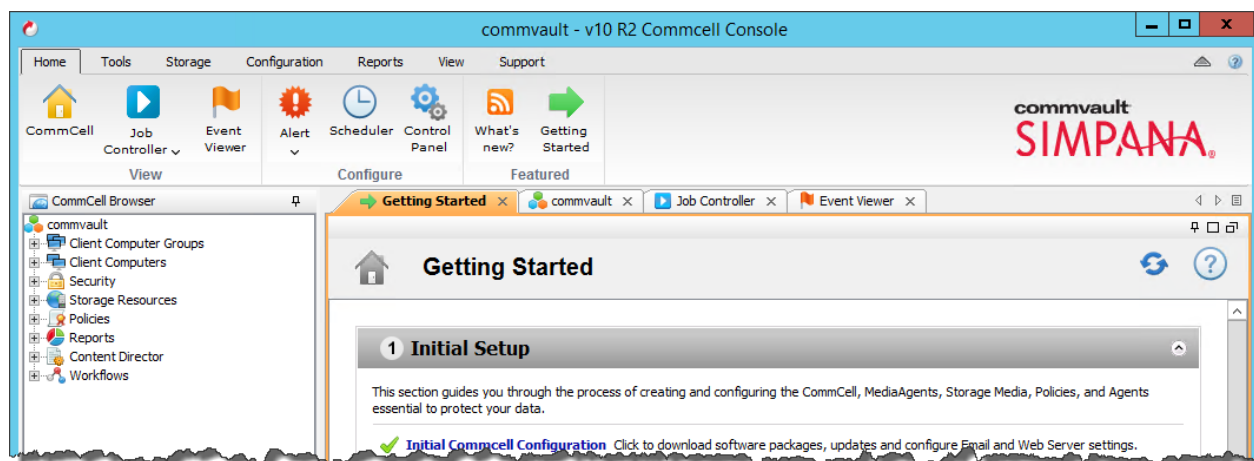 commvault - v10 R2 Commcell Console
Home Tools Storage Configuration Reports View Support
CommCell
Job Controller
Event Viewer
Alert
Scheduler
Control Panel
What's new?
Getting Started
View
Configure
Featured
commvault
SIMPANA®
CommCell Browser
commvault
Client Computer Groups
Client Computers
Security
Storage Resources
Policies
Reports
Content Director
Workflows
Getting Started
commvault
Job Controller
Event Viewer
Getting Started
1 Initial Setup
This section guides you through the process of creating and configuring the CommCell, MediaAgents, Storage Media, Policies, and Agents
essential to protect your data.
Initial Commcell Configuration Click to download software packages, updates and configure Email and Web Server settings.